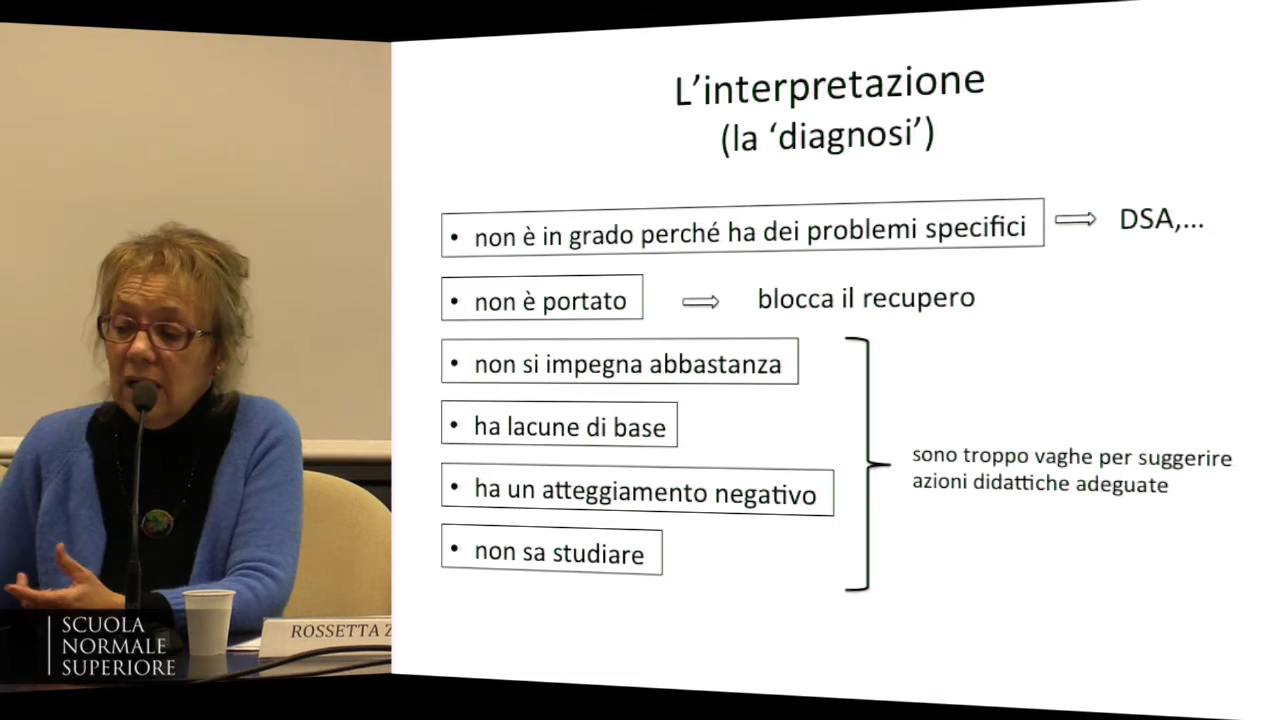 L’interpretazione
(la ‘diagnosi’)
• non è in grado perché ha dei problemi specifici
DSA,...
• non è portato
blocca il recupero
• non si impegna abbastanza
• ha lacune di base
• ha un atteggiamento negativo
• non sa studiare
sono troppo vaghe per suggerire
azioni didattiche adeguate
ROSSETTA Z
SCUOLA
NORMALE
SUPERIORE